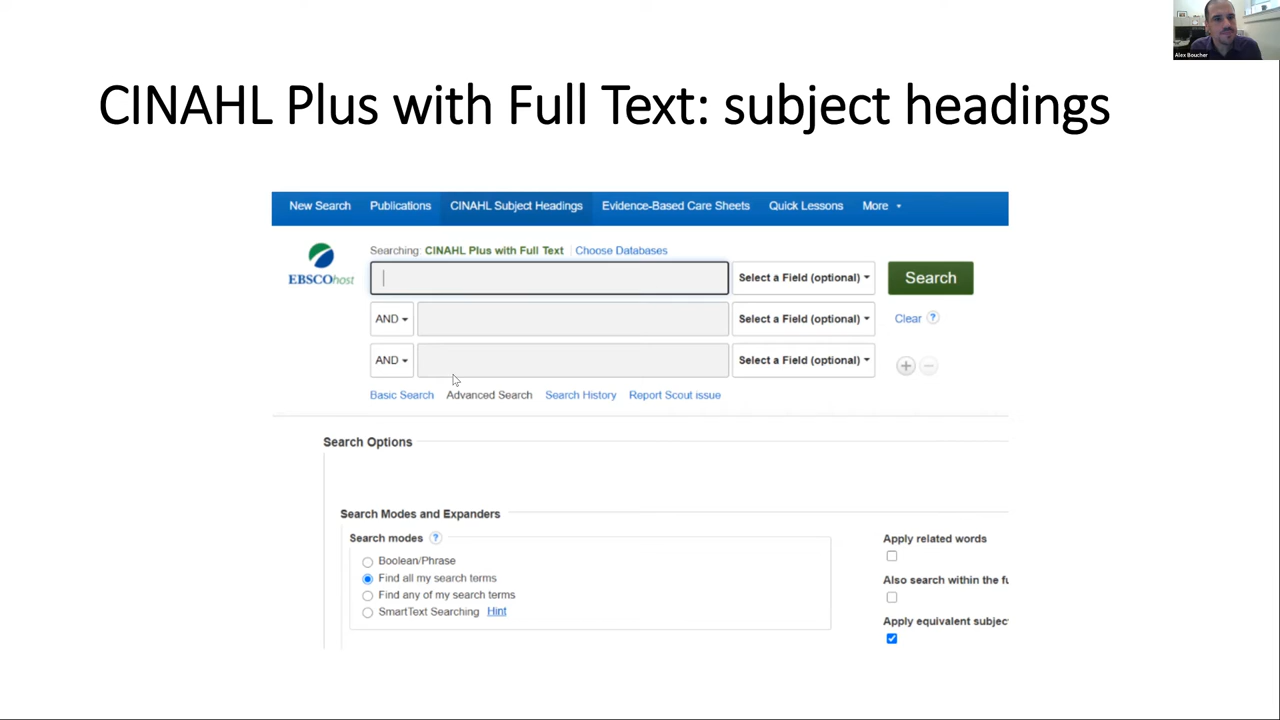 Alex Boucher
CINAHL Plus with Full Text: subject headings
New Search Publications CINAHL Subject Headings Evidence-Based Care Sheets Quick Lessons More
Searching: CINAHL Plus with Full Text Choose Databases
EBSCOhost
Select a Field (optional) Search
AND Select a Field (optional) Clear ?
AND Select a Field (optional)
Basic Search Advanced Search Search History Report Scout issue
Search Options
Search Modes and Expanders
Search modes ?
Boolean/Phrase
Find all my search terms
Find any of my search terms
SmartText Searching Hint
Apply related words
Also search within the fu
Apply equivalent subjec